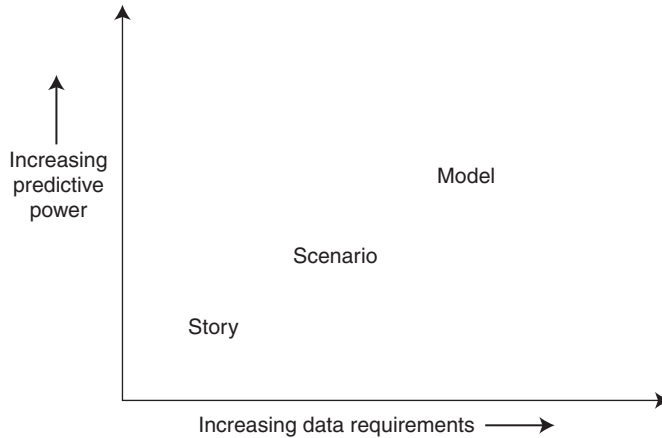 Increasing
predictive
power
Model
Scenario
Story
Increasing data requirements